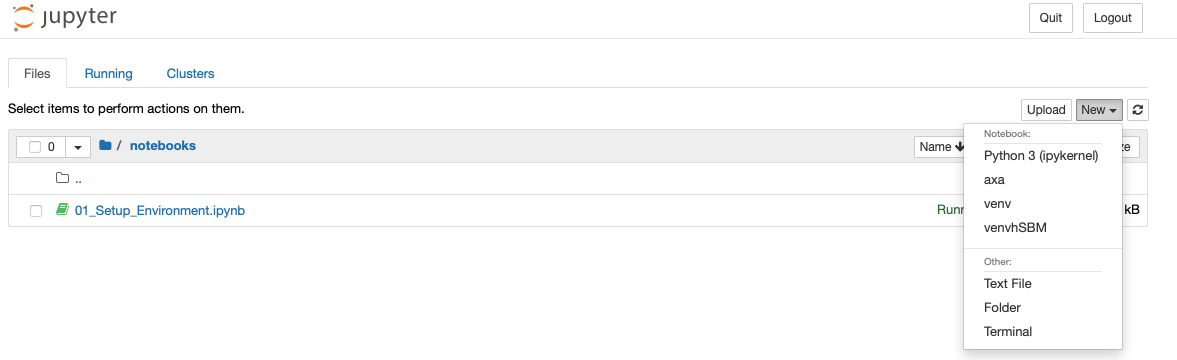 jupyter
Quit Logout
Files Running Clusters
Select items to perform actions on them.
Upload New
0 / notebooks Name
Notebook:
Python 3 (ipykernel)
..
axa
01_Setup_Environment.ipynb kB
venv
venvhSBM
Other:
Text File
Folder
Terminal